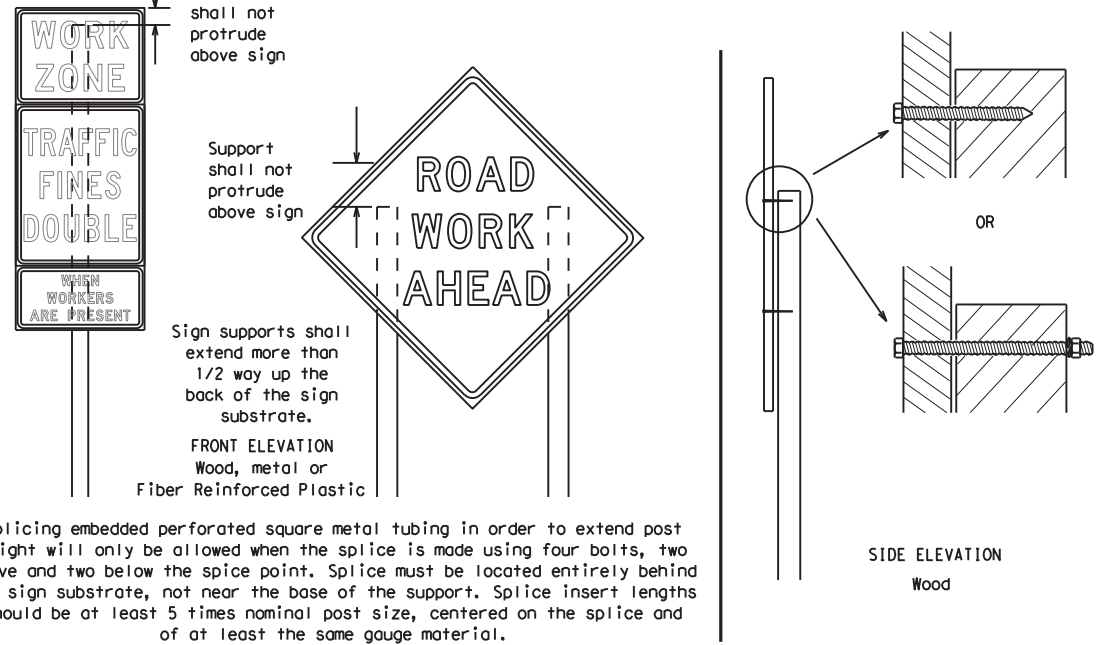 shall not
protrude
above sign
WORK
ZONE
TRAFFIC
FINES
DOUBLE
WHEN
WORKERS
ARE PRESENT
Support
shall not
protrude
above sign
ROAD
WORK
AHEAD
Sign supports shall
extend more than
1/2 way up the
back of the sign
substrate.
FRONT ELEVATION
Wood, metal or
Fiber Reinforced Plastic
embedded perforated square metal tubing in order to extend post
will only be allowed when the splice is made using four bolts, two
and two below the spice point. Splice must be located entirely behind
sign substrate, not near the base of the support. Splice insert lengths
be at least 5 times nominal post size, centered on the splice and
of at least the same gauge material.
OR
SIDE ELEVATION
Wood